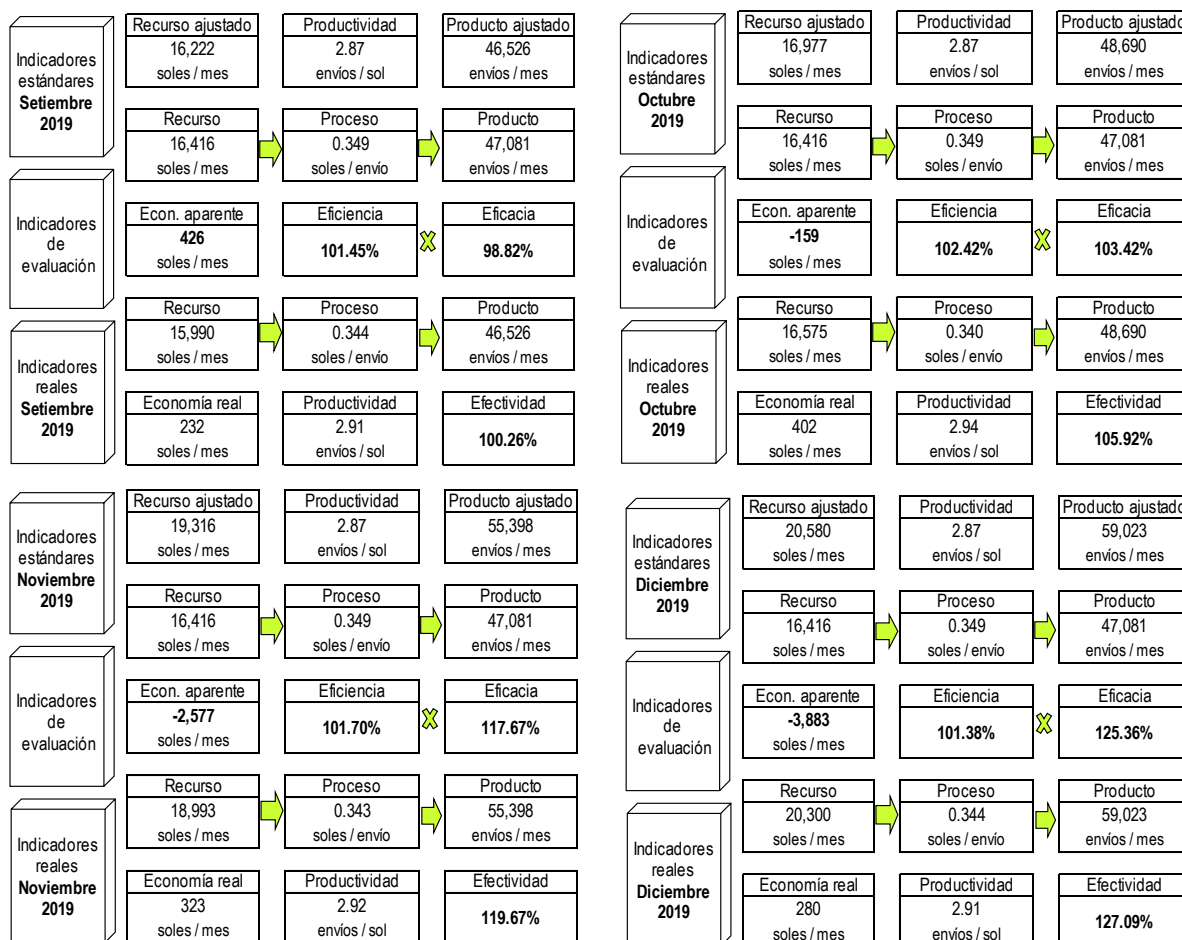 Indicadores
estándares
Setiembre
2019
Recurso ajustado
16,222
soles / mes
Productividad
2.87
envíos / sol
Producto ajustado
46,526
envíos / mes
Recurso
16,416
soles / mes
Proceso
0.349
soles / envío
Producto
47,081
envíos / mes
Indicadores
de
evaluación
Econ. aparente
426
soles / mes
Eficiencia
101.45%
X
Eficacia
98.82%
Indicadores
reales
Setiembre
2019
Recurso
15,990
soles / mes
Proceso
0.344
soles / envío
Producto
46,526
envíos / mes
Economía real
232
soles / mes
Productividad
2.91
envíos / sol
Efectividad
100.26%
Indicadores
estándares
Octubre
2019
Recurso ajustado
16,977
soles / mes
Productividad
2.87
envíos / sol
Producto ajustado
48,690
envíos / mes
Recurso
16,416
soles / mes
Proceso
0.349
soles / envío
Producto
47,081
envíos / mes
Indicadores
de
evaluación
Econ. aparente
-159
soles / mes
Eficiencia
102.42%
X
Eficacia
103.42%
Indicadores
reales
Octubre
2019
Recurso
16,575
soles / mes
Proceso
0.340
soles / envío
Producto
48,690
envíos / mes
Economía real
402
soles / mes
Productividad
2.94
envíos / sol
Efectividad
105.92%
Indicadores
estándares
Noviembre
2019
Recurso ajustado
19,316
soles / mes
Productividad
2.87
envíos / sol
Producto ajustado
55,398
envíos / mes
Recurso
16,416
soles / mes
Proceso
0.349
soles / envío
Producto
47,081
envíos / mes
Indicadores
de
evaluación
Econ. aparente
-2,577
soles / mes
Eficiencia
101.70%
X
Eficacia
117.67%
Indicadores
reales
Noviembre
2019
Recurso
18,993
soles / mes
Proceso
0.343
soles / envío
Producto
55,398
envíos / mes
Economía real
323
soles / mes
Productividad
2.92
envíos / sol
Efectividad
119.67%
Indicadores
estándares
Diciembre
2019
Recurso ajustado
20,580
soles / mes
Productividad
2.87
envíos / sol
Producto ajustado
59,023
envíos / mes
Recurso
16,416
soles / mes
Proceso
0.349
soles / envío
Producto
47,081
envíos / mes
Indicadores
de
evaluación
Econ. aparente
-3,883
soles / mes
Eficiencia
101.38%
X
Eficacia
125.36%
Indicadores
reales
Diciembre
2019
Recurso
20,300
soles / mes
Proceso
0.344
soles / envío
Producto
59,023
envíos / mes
Economía real
280
soles / mes
Productividad
2.91
envíos / sol
Efectividad
127.09%